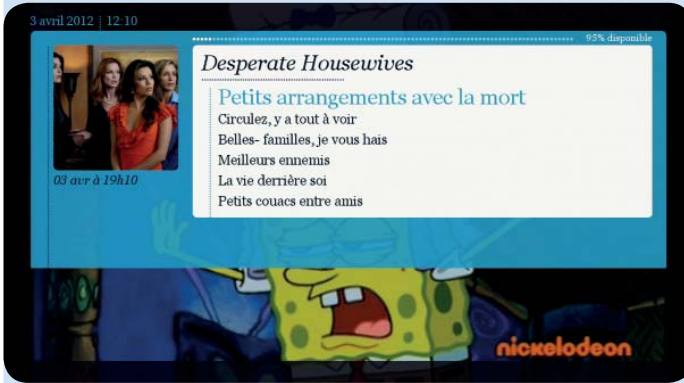 3 avril 2012 | 12:10
95% disponible
Desperate Housewives
Petits arrangements avec la mort
Circulez, y a tout à voir
Belles- familles, je vous hais
Meilleurs ennemis
La vie derrière soi
Petits couacs entre amis
03 avr à 19h10
nickelodeon